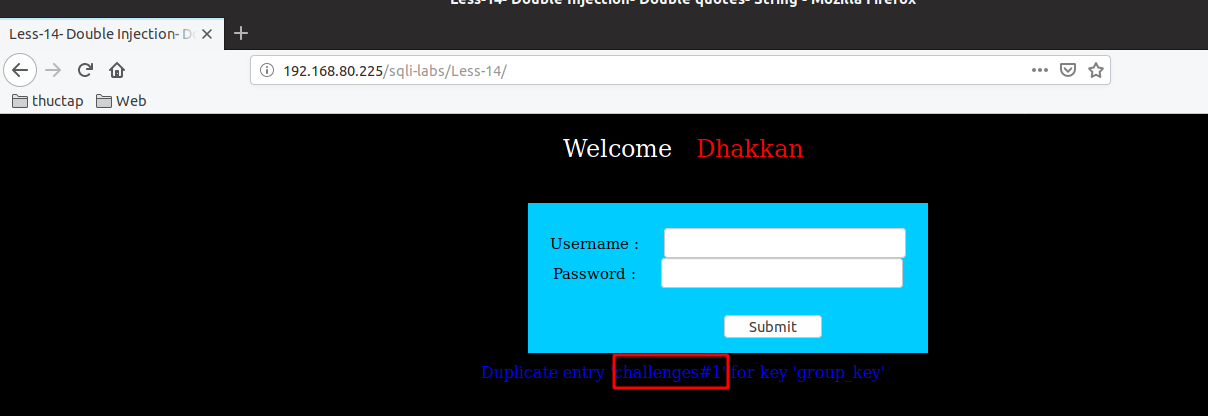 Less-14- Double Injection- Double quotes- String - Mozilla Firefox
Less-14- Double Injection- Do
192.168.80.225/sqli-labs/Less-14/
thuctap Web
Welcome Dhakkan
Username :
Password :
Submit
Duplicate entry 'challenges#1' for key 'group_key'